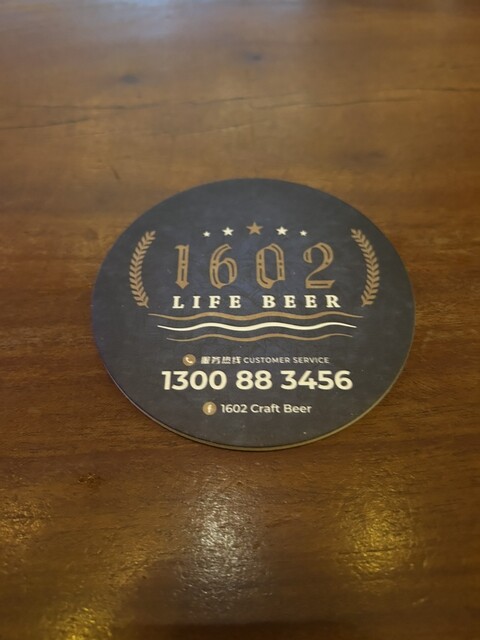 1602
LIFE BEER
服务热线 CUSTOMER SERVICE
1300 88 3456
1602 Craft Beer